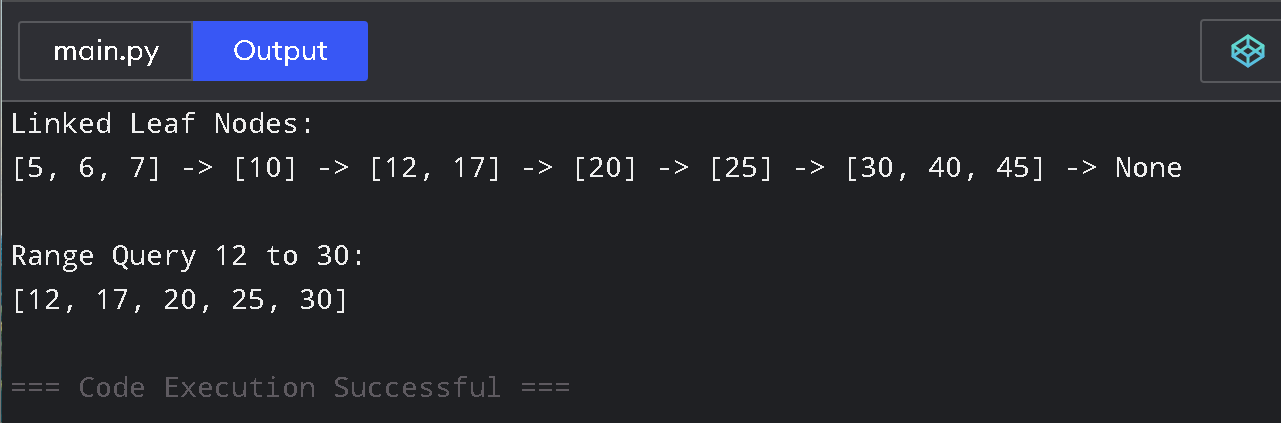 main.py
Output
Linked Leaf Nodes:
[5, 6, 7] -> [10] -> [12, 17] -> [20] -> [25] -> [30, 40, 45] -> None
Range Query 12 to 30:
[12, 17, 20, 25, 30]
=== Code Execution Successful ===